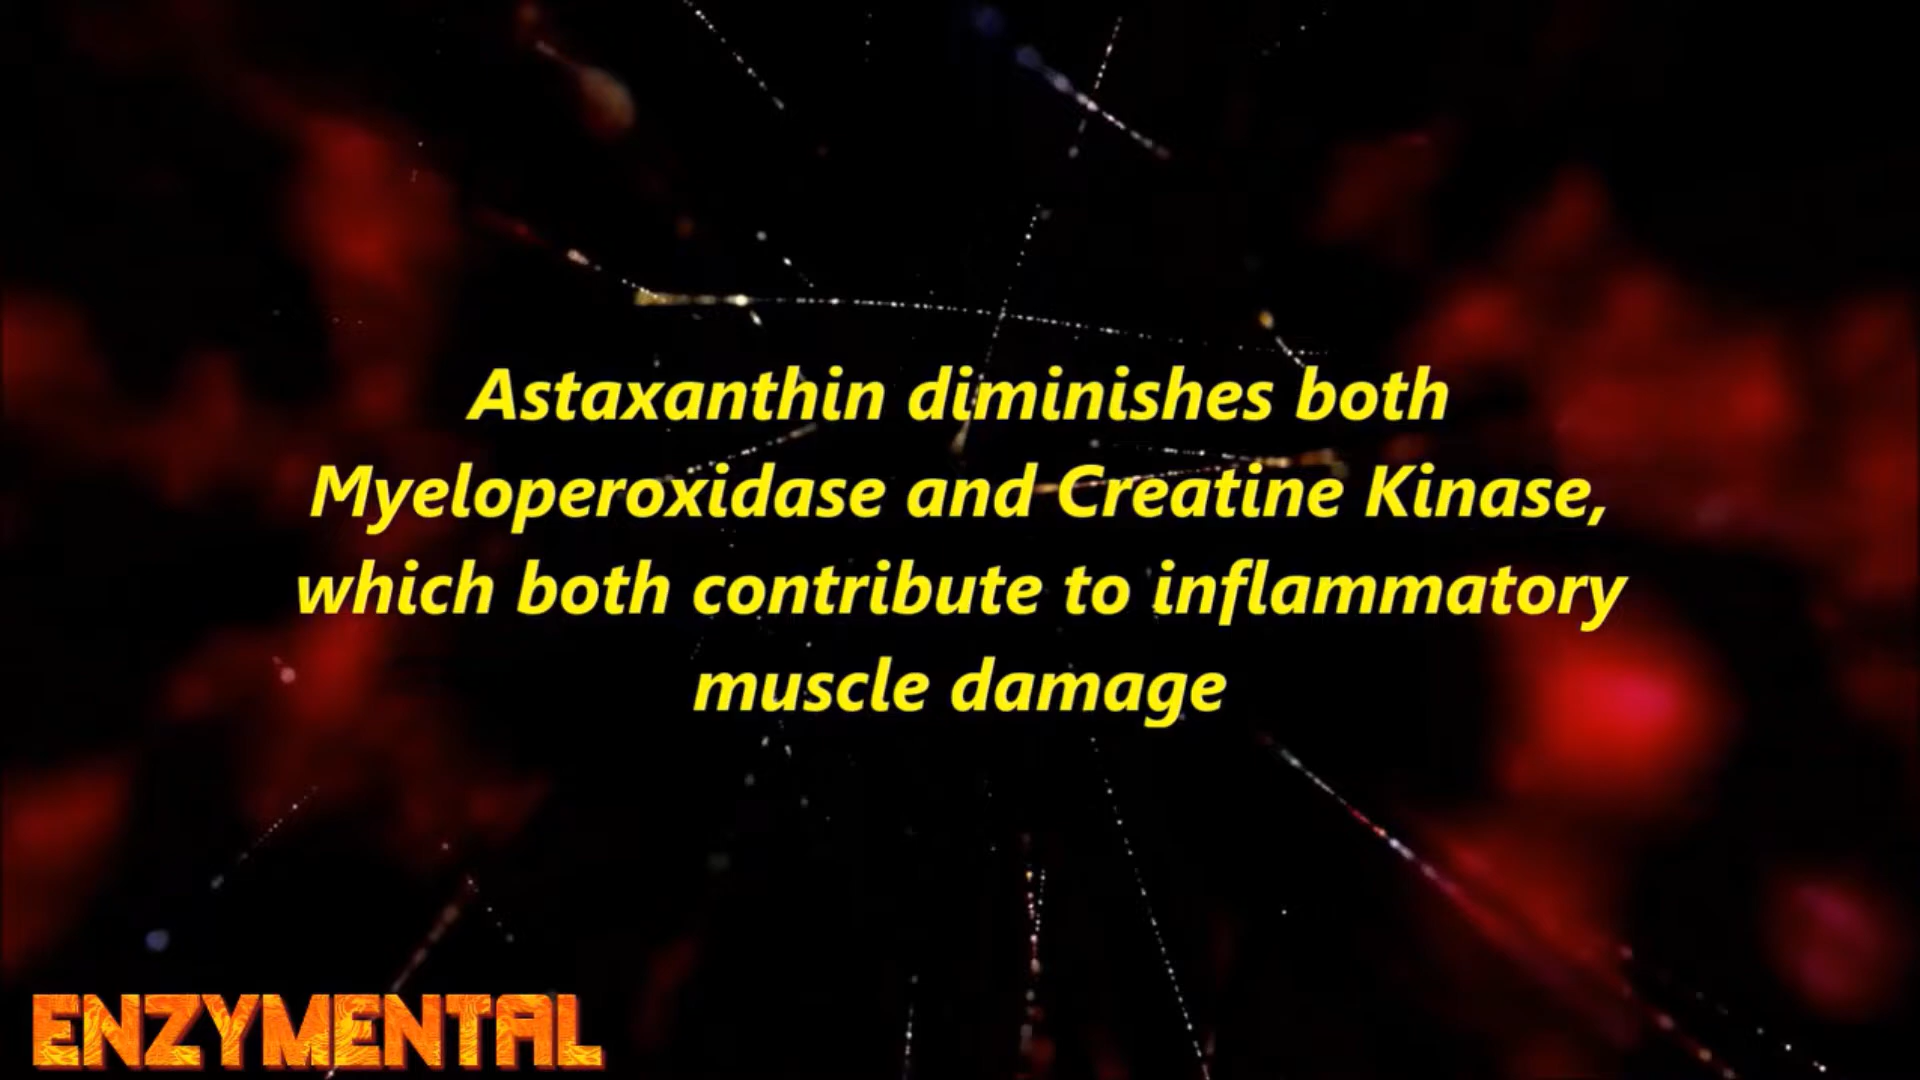 Astaxanthin diminishes both
Myeloperoxidase and Creatine Kinase,
which both contribute to inflammatory
muscle damage
ENZYMENTAL